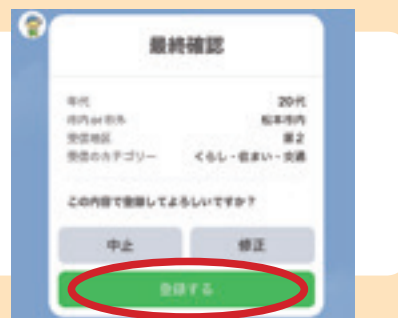 最終確認
年代 20代
市内or市外 松本市内
受信地区 第2
受信のカテゴリー くらし・住まい・交通
この内容で登録してよろしいですか？
中止 修正
登録する